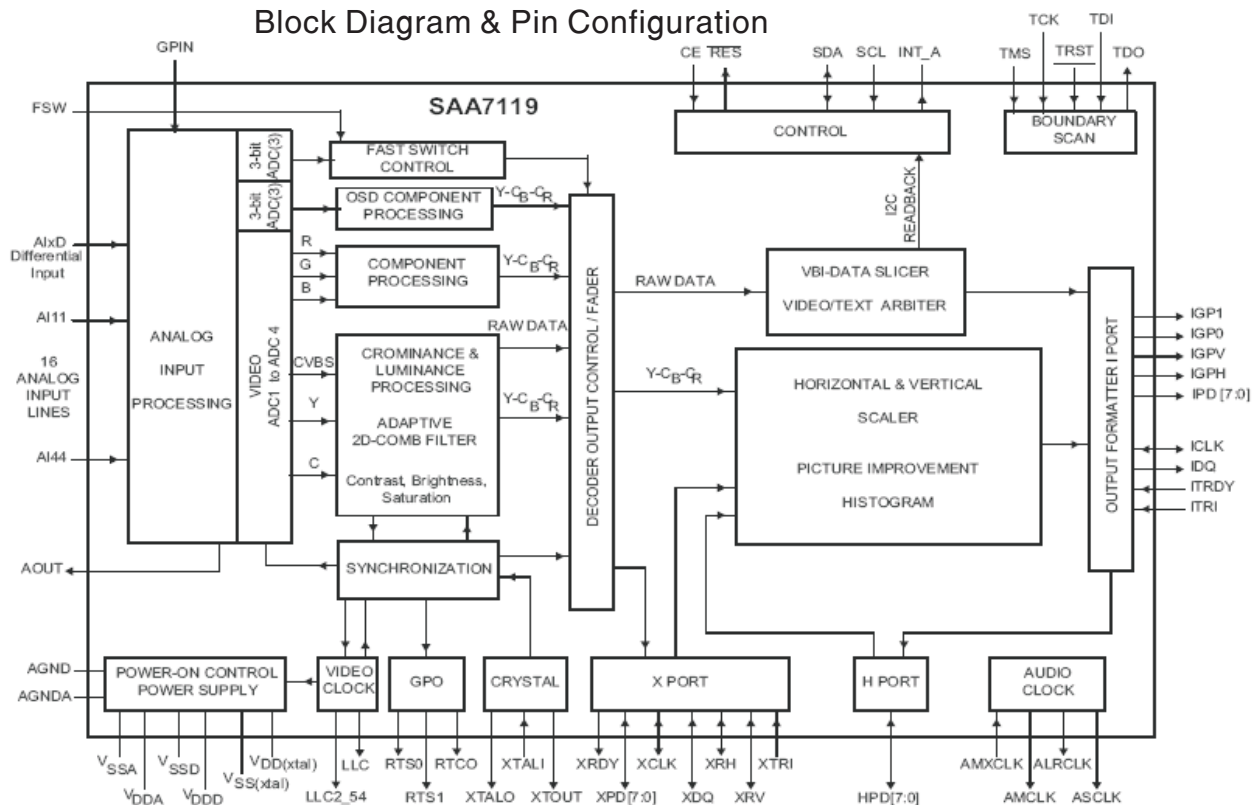 Block Diagram & Pin Configuration
GPIN
CE RES
SDA
SCL
INT_A
TCK
TDI
TMS
TRST
TDO
FSW
SAA7119
CONTROL
BOUNDARY
SCAN
3-bit
ADC(3)
FAST SWITCH
CONTROL
3-bit
ADC(3)
OSD COMPONENT
PROCESSING
Y-CB-CR
I2C
READBACK
AIxD
Differential
Input
R
G
B
COMPONENT
PROCESSING
Y-CB-CR
RAW DATA
VBI-DATA SLICER
VIDEO/TEXT ARBITER
AI11
16
ANALOG
INPUT
LINES
AI44
ANALOG
INPUT
PROCESSING
VIDEO
ADC1 to ADC 4
CVBS
Y
C
CROMINANCE &
LUMINANCE
PROCESSING
ADAPTIVE
2D-COMB FILTER
Contrast, Brightness,
Saturation
RAW DATA
Y-CB-CR
DECODER OUTPUT CONTROL / FADER
Y-CB-CR
HORIZONTAL & VERTICAL
SCALER
PICTURE IMPROVEMENT
HISTOGRAM
OUTPUT FORMATTER I PORT
IGP1
IGP0
IGPV
IGPH
IPD [7:0]
ICLK
IDQ
ITRDY
ITRI
AOUT
SYNCHRONIZATION
AGND
AGNDA
POWER-ON CONTROL
POWER SUPPLY
VIDEO
CLOCK
GPO
CRYSTAL
X PORT
H PORT
AUDIO
CLOCK
VSSA
VDDA
VSSD
VDDD
VSS(xtal)
VDD(xtal)
LLC2_54
LLC
RTS0
RTS1
RTCO
XTALO
XTALI
XTOUT
XRDY
XPD[7:0]
XCLK
XDQ
XRH
XRV
XTRI
HPD[7:0]
AMXCLK
AMCLK
ALRCLK
ASCLK